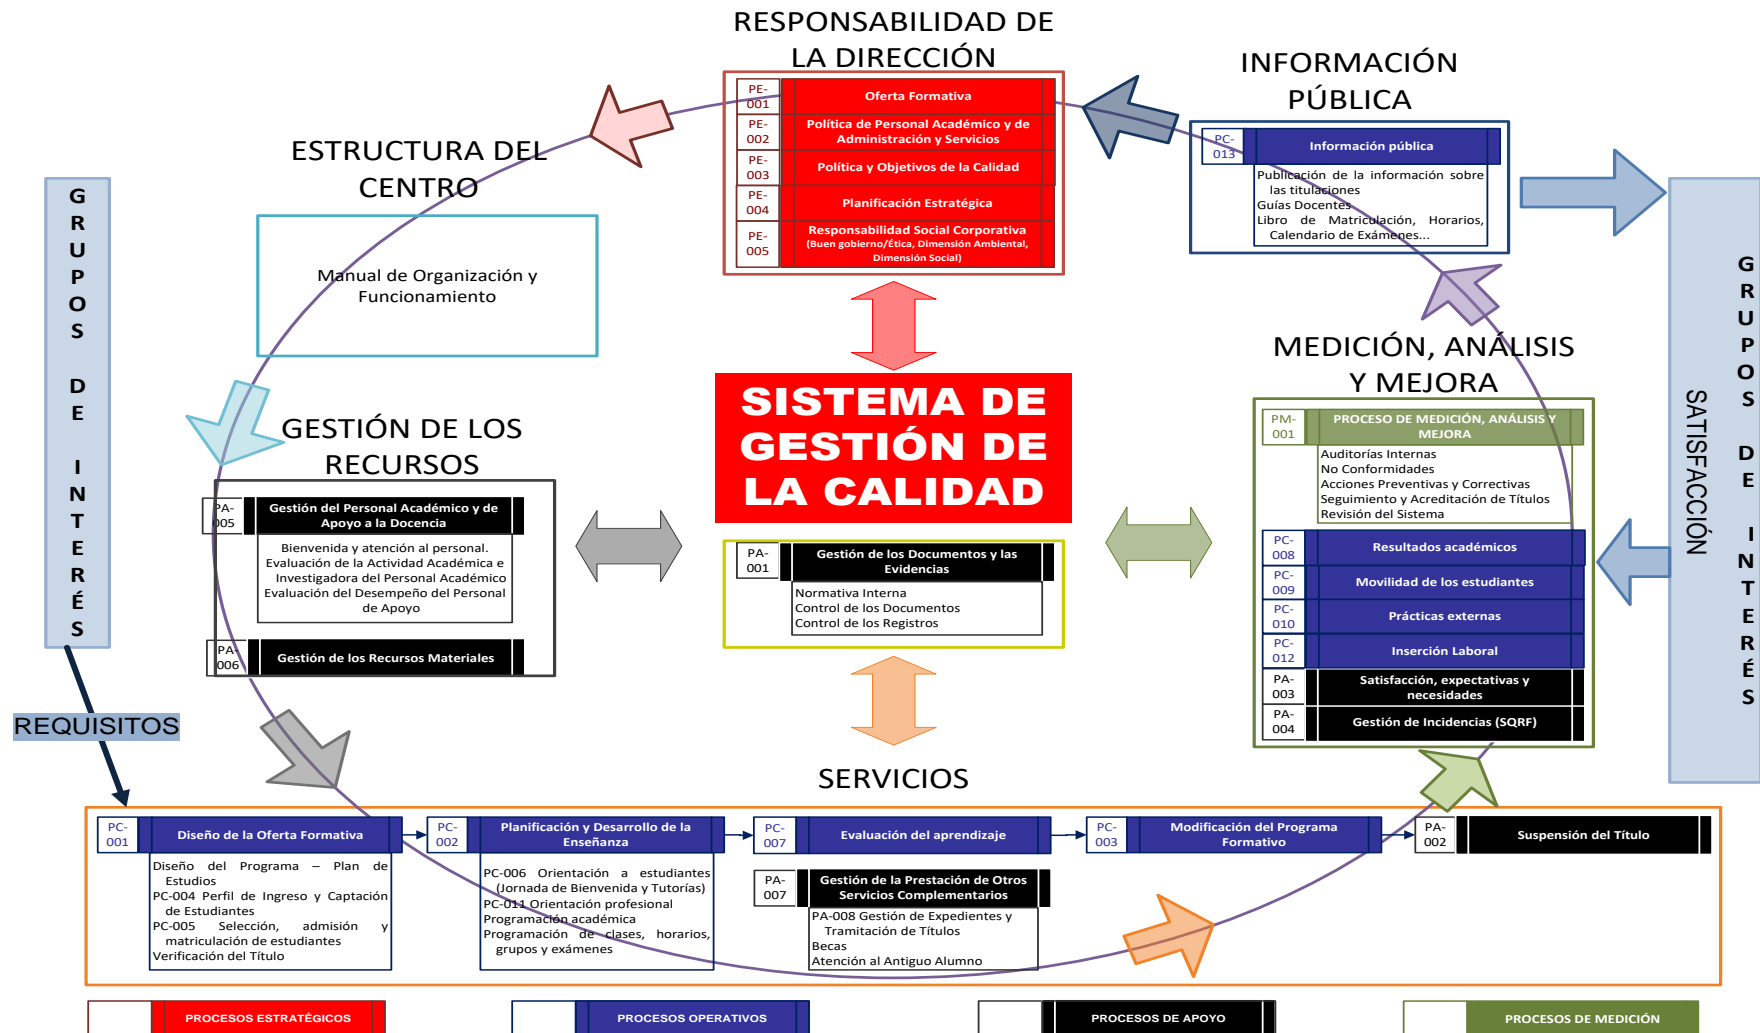 RESPONSABILIDAD DE
LA DIRECCIÓN
PE-
001
Oferta Formativa
PE-
002
Política de Personal Académico y de
Administración y Servicios
PE-
003
Política y Objetivos de la Calidad
PE-
004
Planificación Estratégica
PE-
005
Responsabilidad Social Corporativa
(Buen gobierno/Ética, Dimensión Ambiental,
Dimensión Social)
INFORMACIÓN
PÚBLICA
PC-
013
Información pública
Publicación de la información sobre
las titulaciones
Guías Docentes
Libro de Matriculación, Horarios,
Calendario de Exámenes...
ESTRUCTURA DEL
CENTRO
Manual de Organización y
Funcionamiento
GRUPOS DE INTERÉS
REQUISITOS
GESTIÓN DE LOS
RECURSOS
PA-
005
Gestión del Personal Académico y de
Apoyo a la Docencia
Bienvenida y atención al personal.
Evaluación de la Actividad Académica e
Investigadora del Personal Académico
Evaluación del Desempeño del Personal
de Apoyo
PA-
006
Gestión de los Recursos Materiales
SISTEMA DE
GESTIÓN DE
LA CALIDAD
PA-
001
Gestión de los Documentos y las
Evidencias
Normativa Interna
Control de los Documentos
Control de los Registros
MEDICIÓN, ANÁLISIS
Y MEJORA
PM-
001
PROCESO DE MEDICIÓN, ANÁLISIS Y
MEJORA
Auditorías Internas
No Conformidades
Acciones Preventivas y Correctivas
Seguimiento y Acreditación de Títulos
Revisión del Sistema
PC-
008
Resultados académicos
PC-
009
Movilidad de los estudiantes
PC-
010
Prácticas externas
PC-
012
Inserción Laboral
PA-
003
Satisfacción, expectativas y
necesidades
PA-
004
Gestión de Incidencias (SQRF)
SATISFACCIÓN
GRUPOS DE INTERÉS
SERVICIOS
PC-
001
Diseño de la Oferta Formativa
Diseño del Programa – Plan de
Estudios
PC-004 Perfil de Ingreso y Captación
de Estudiantes
PC-005 Selección, admisión y
matriculación de estudiantes
Verificación del Título
PC-
002
Planificación y Desarrollo de la
Enseñanza
PC-006 Orientación a estudiantes
(Jornada de Bienvenida y Tutorías)
PC-011 Orientación profesional
Programación académica
Programación de clases, horarios,
grupos y exámenes
PC-
007
Evaluación del aprendizaje
PA-
007
Gestión de la Prestación de Otros
Servicios Complementarios
PA-008 Gestión de Expedientes y
Tramitación de Títulos
Becas
Atención al Antiguo Alumno
PC-
003
Modificación del Programa
Formativo
PA-
002
Suspensión del Título
PROCESOS ESTRATÉGICOS
PROCESOS OPERATIVOS
PROCESOS DE APOYO
PROCESOS DE MEDICIÓN